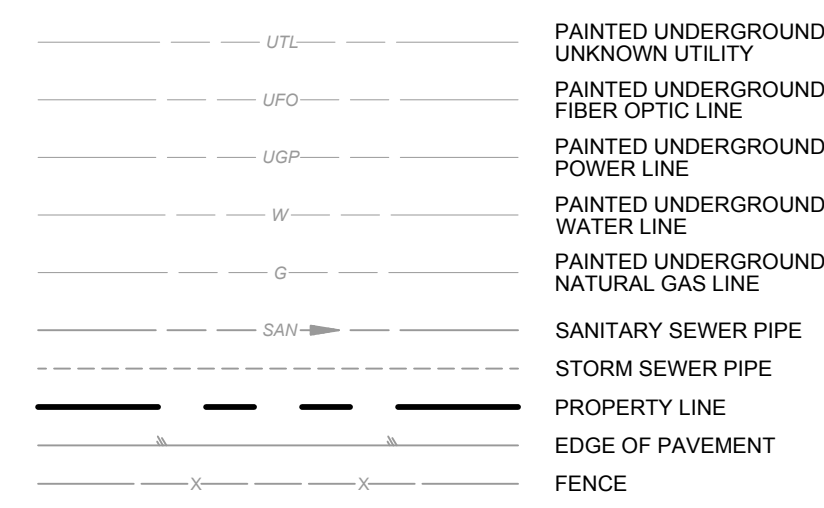 UTL PAINTED UNDERGROUND
UNKNOWN UTILITY
UFO PAINTED UNDERGROUND
FIBER OPTIC LINE
UGP PAINTED UNDERGROUND
POWER LINE
W PAINTED UNDERGROUND
WATER LINE
G PAINTED UNDERGROUND
NATURAL GAS LINE
SAN SANITARY SEWER PIPE
STORM SEWER PIPE
PROPERTY LINE
EDGE OF PAVEMENT
X X FENCE